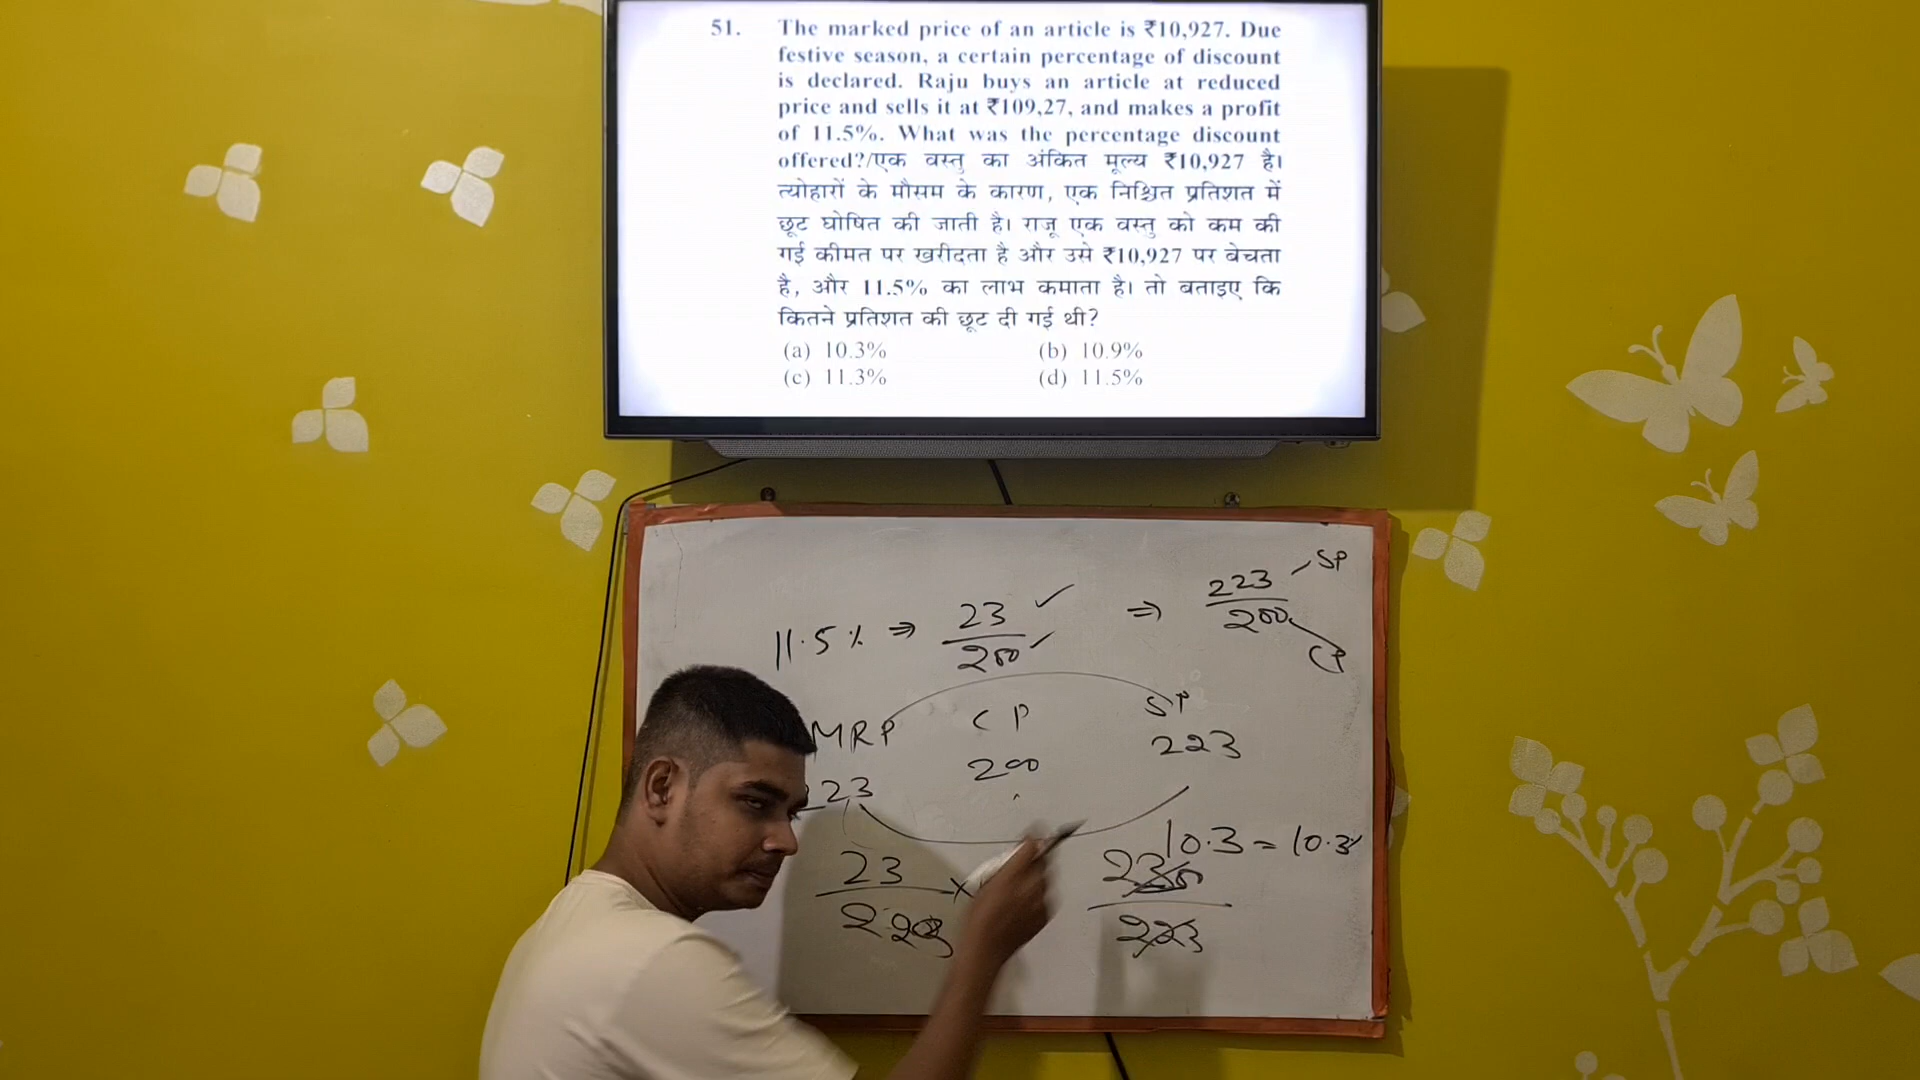 51. The marked price of an article is ₹10,927. Due
festive season, a certain percentage of discount
is declared. Raju buys an article at reduced
price and sells it at ₹109,27, and makes a profit
of 11.5%. What was the percentage discount
offered?/एक वस्तु का अंकित मूल्य ₹10,927 है।
त्योहारों के मौसम के कारण, एक निश्चित प्रतिशत में
छूट घोषित की जाती है। राजू एक वस्तु को कम की
गई कीमत पर खरीदता है और उसे ₹10,927 पर बेचता
है, और 11.5% का लाभ कमाता है। तो बताइए कि
कितने प्रतिशत की छूट दी गई थी?
(a) 10.3% (b) 10.9%
(c) 11.3% (d) 11.5%
11.5% ⇒ 23/200 ⇒ 223/200 SP CP
MRP CP SP
23 200 223
10.3 = 10.3%
23 ×
223